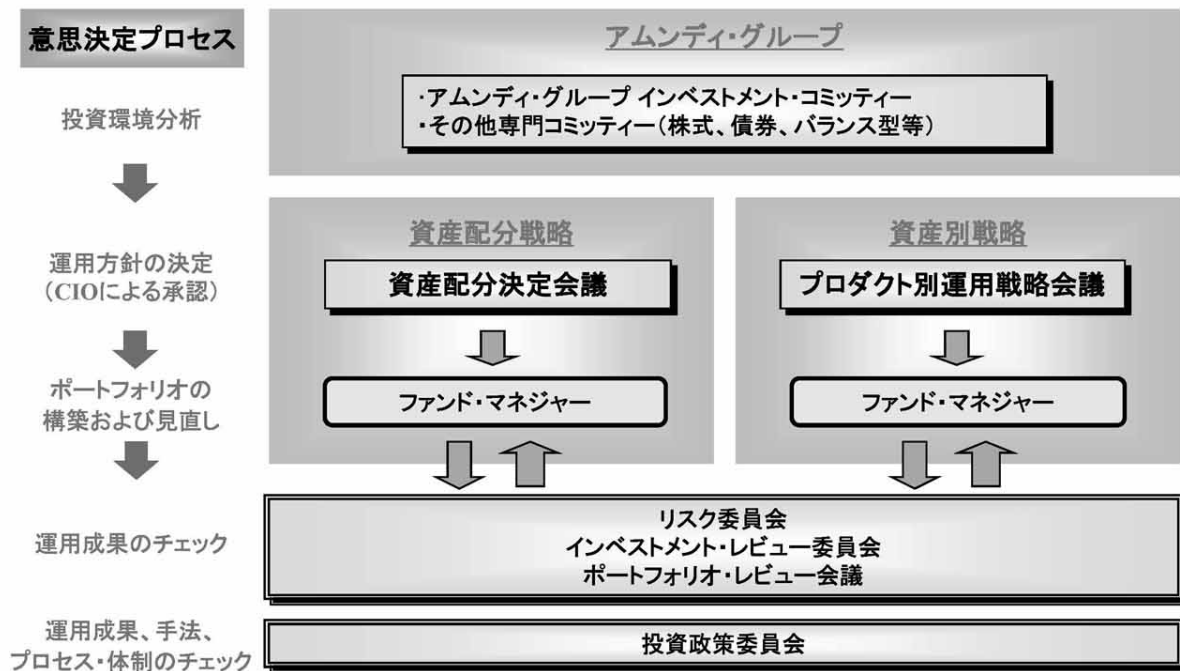 意思決定プロセス
アムンディ・グループ
投資環境分析
・アムンディ・グループ インベストメント・コミッティー
・その他専門コミッティー（株式、債券、バランス型等）
運用方針の決定
（CIOによる承認）
資産配分戦略
資産配分決定会議
資産別戦略
プロダクト別運用戦略会議
ポートフォリオの
構築および見直し
ファンド・マネジャー
ファンド・マネジャー
運用成果のチェック
リスク委員会
インベストメント・レビュー委員会
ポートフォリオ・レビュー会議
運用成果、手法、
プロセス・体制のチェック
投資政策委員会